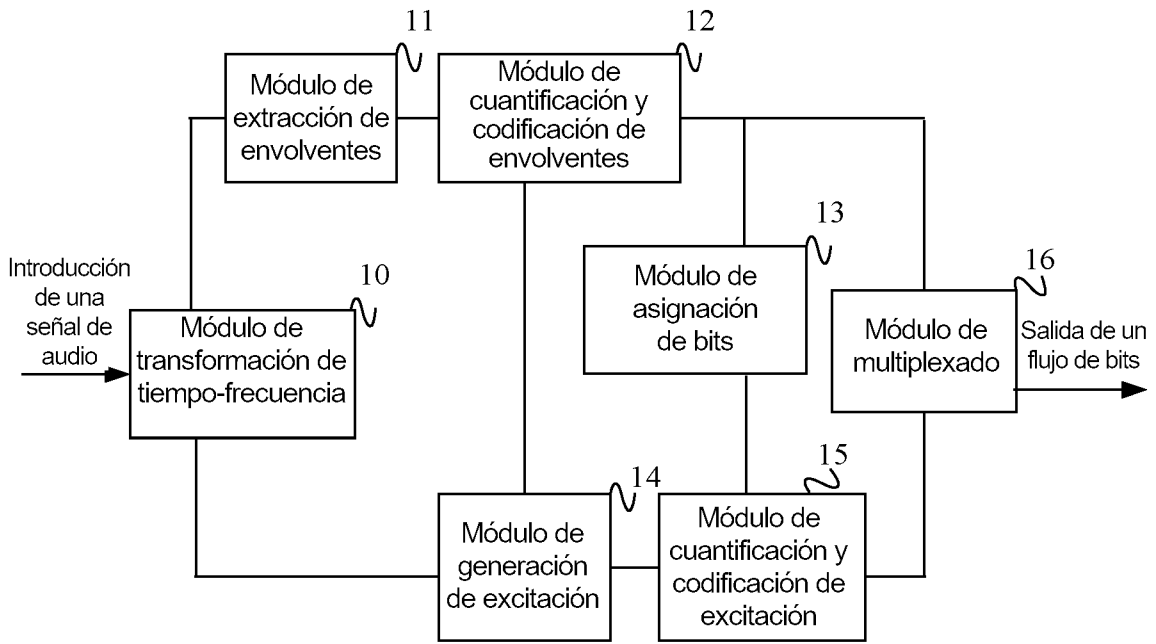 11
Módulo de
extracción de
envolventes
12
Módulo de
cuantificación y
codificación de
envolventes
13
Módulo de
asignación
de bits
Introducción
de una
señal de
audio
10
Módulo de
transformación de
tiempo-frecuencia
16
Módulo de
multiplexado
Salida de un
flujo de bits
14
Módulo de
generación
de excitación
15
Módulo de
cuantificación y
codificación de
excitación